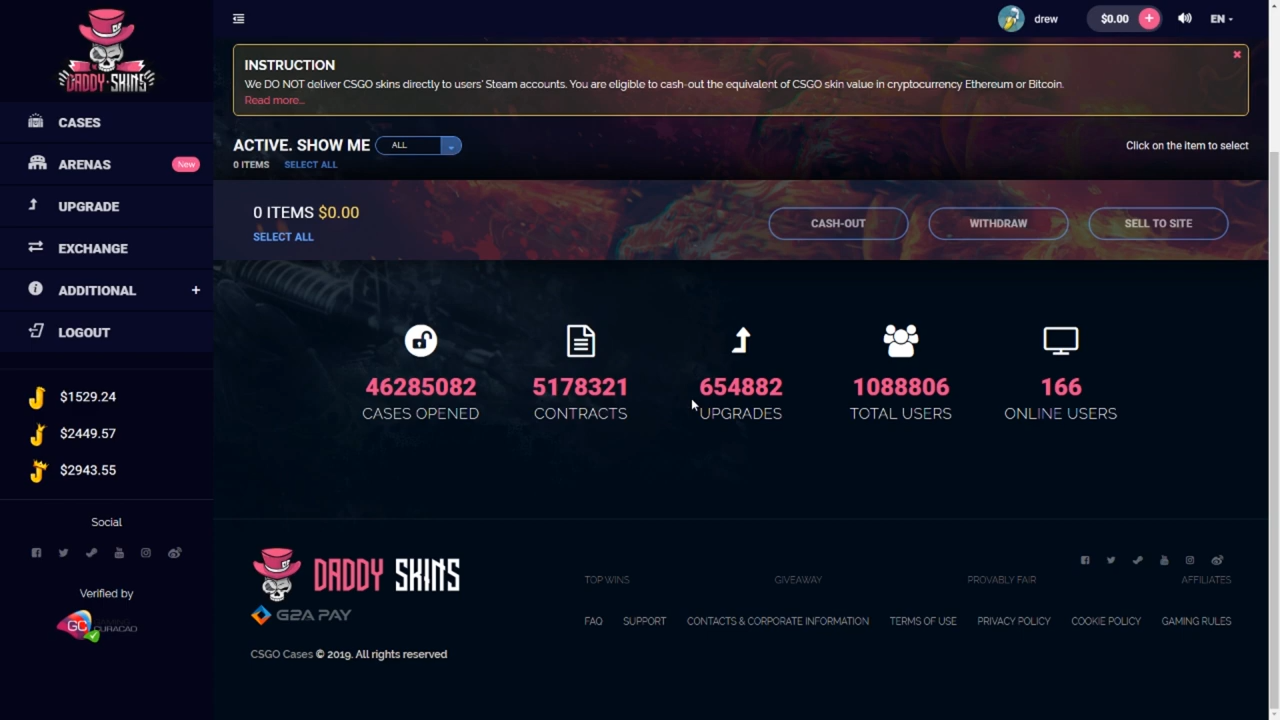 DADDY SKINS
CASES
ARENAS New
UPGRADE
EXCHANGE
ADDITIONAL +
LOGOUT
$1529.24
$2449.57
$2943.55
Social
Verified by
GC
CURACAO
drew $0.00 + EN
INSTRUCTION
We DO NOT deliver CSGO skins directly to users' Steam accounts. You are eligible to cash-out the equivalent of CSGO skin value in cryptocurrency Ethereum or Bitcoin.
Read more...
ACTIVE. SHOW ME ALL
Click on the item to select
0 ITEMS SELECT ALL
0 ITEMS $0.00
SELECT ALL
CASH-OUT WITHDRAW SELL TO SITE
46285082 5178321 654882 1088806 166
CASES OPENED CONTRACTS UPGRADES TOTAL USERS ONLINE USERS
DADDY SKINS
G2A PAY
TOP WINS GIVEAWAY PROVABLY FAIR AFFILIATES
FAQ SUPPORT CONTACTS & CORPORATE INFORMATION TERMS OF USE PRIVACY POLICY COOKIE POLICY GAMING RULES
CSGO Cases © 2019. All rights reserved